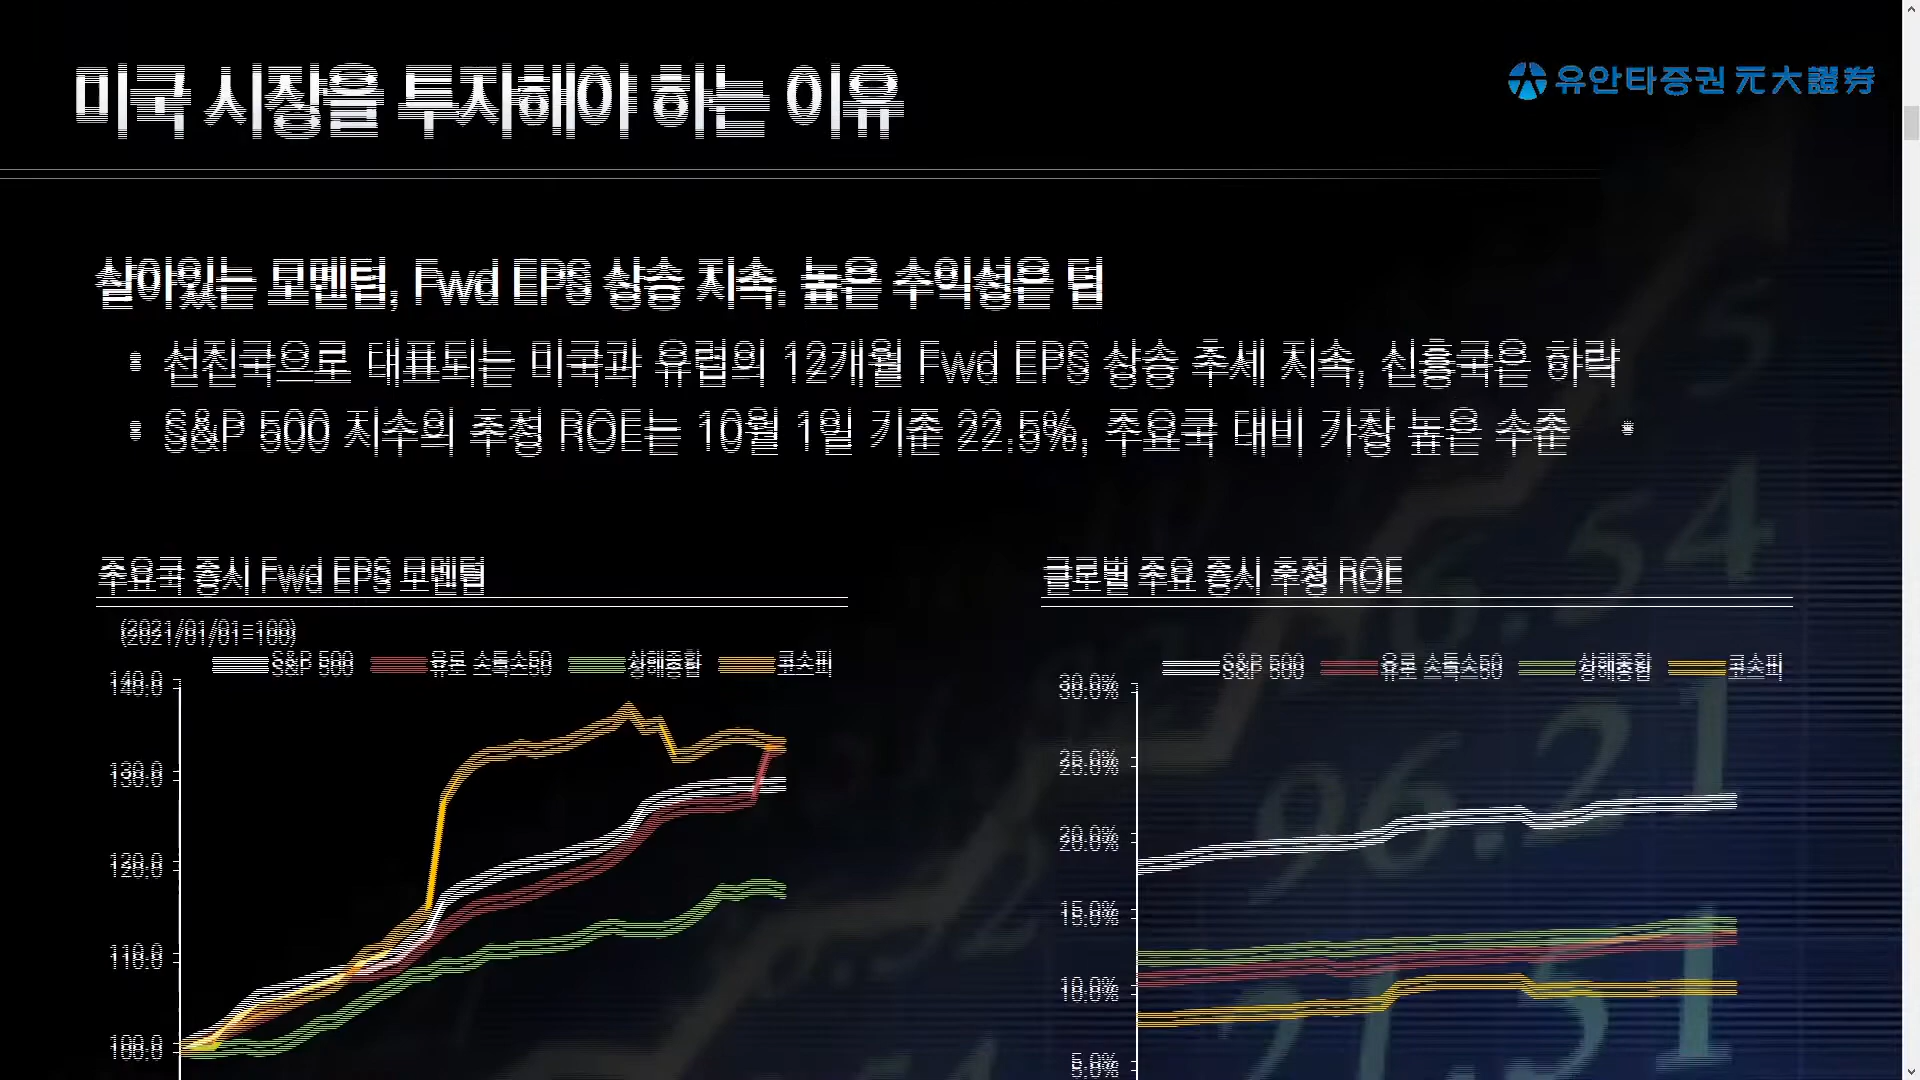 미국 시장을 투자해야 하는 이유
유안타증권 元大證券
살아있는 모멘텀, Fwd EPS 상승 지속. 높은 수익성은 덤
• 선진국으로 대표되는 미국과 유럽의 12개월 Fwd EPS 상승 추세 지속, 신흥국은 하락
• S&P 500 지수의 추정 ROE는 10월 1일 기준 22.5%, 주요국 대비 가장 높은 수준
주요국 증시 Fwd EPS 모멘텀
(2021/01/01=100)
S&P 500 유로 스톡스50 상해종합 코스피
140.0
130.0
120.0
110.0
100.0
글로벌 주요 증시 추정 ROE
S&P 500 유로 스톡스50 상해종합 코스피
30.0%
25.0%
20.0%
15.0%
10.0%
5.0%
96.21